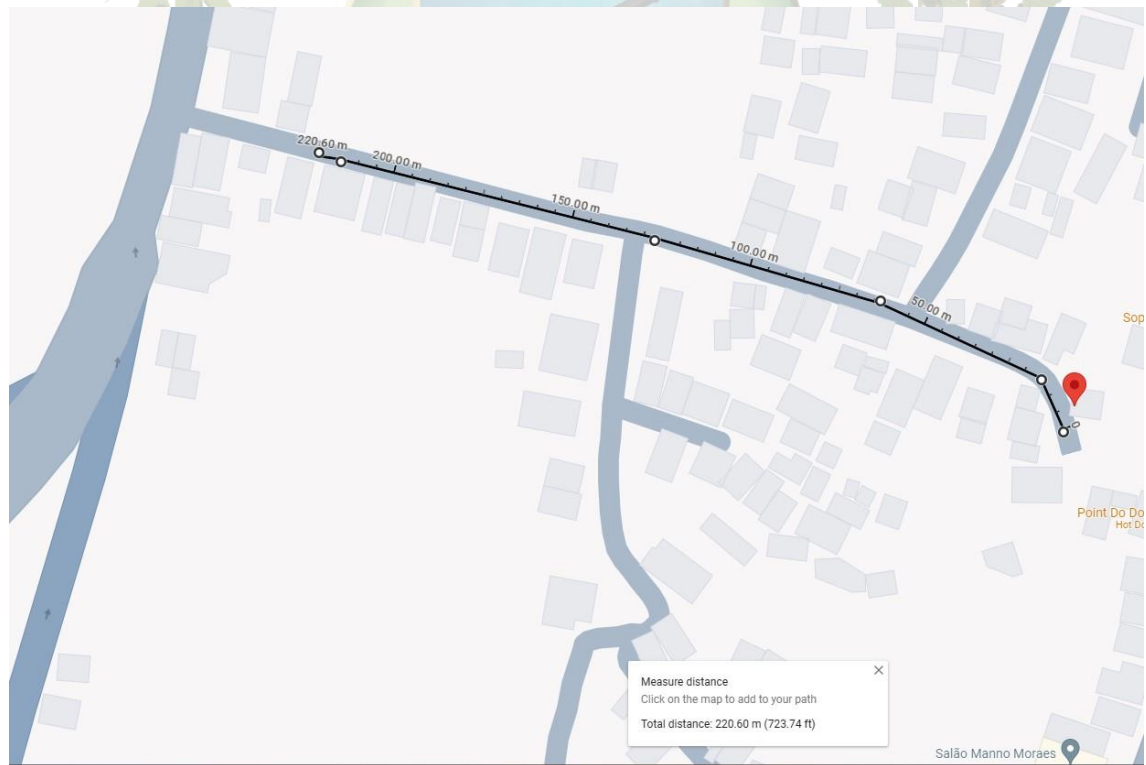 220.60 m
200.00 m
150.00 m
100.00 m
50.00 m
Sop
0
Point Do Do
Hot Do
Measure distance
Click on the map to add to your path
Total distance: 220.60 m (723.74 ft)
Salão Manno Moraes